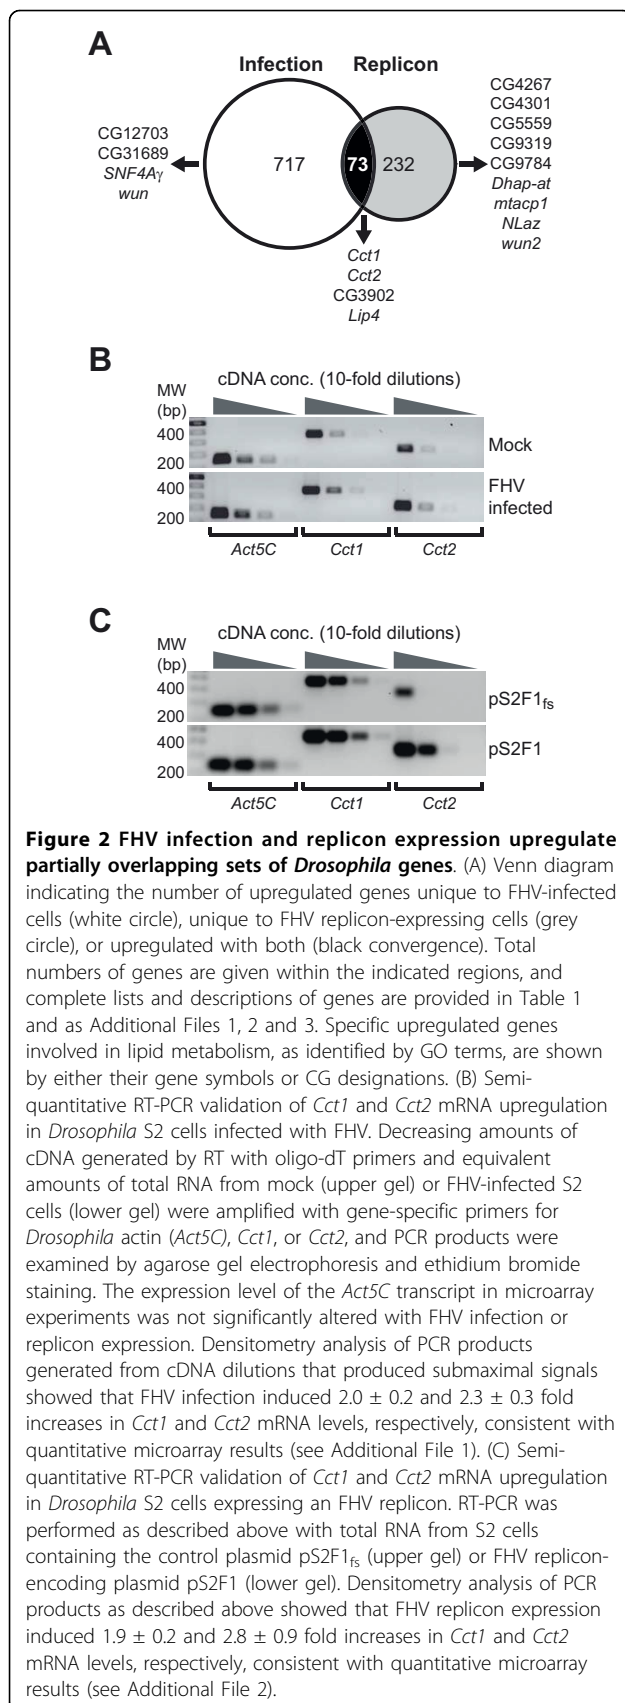 A
Infection Replicon
CG12703
CG31689
SNF4Aγ
wun
717
73
232
CG4267
CG4301
CG5559
CG9319
CG9784
Dhap-at
mtacp1
NLaz
wun2
Cct1
Cct2
CG3902
Lip4
B
cDNA conc. (10-fold dilutions)
MW
(bp)
400
200
Mock
400
200
FHV
infected
Act5C Cct1 Cct2
C
cDNA conc. (10-fold dilutions)
MW
(bp)
400
200
pS2F1fs
400
200
pS2F1
Act5C Cct1 Cct2
Figure 2 FHV infection and replicon expression upregulate
partially overlapping sets of Drosophila genes. (A) Venn diagram
indicating the number of upregulated genes unique to FHV-infected
cells (white circle), unique to FHV replicon-expressing cells (grey
circle), or upregulated with both (black convergence). Total
numbers of genes are given within the indicated regions, and
complete lists and descriptions of genes are provided in Table 1
and as Additional Files 1, 2 and 3. Specific upregulated genes
involved in lipid metabolism, as identified by GO terms, are shown
by either their gene symbols or CG designations. (B) Semi-
quantitative RT-PCR validation of Cct1 and Cct2 mRNA upregulation
in Drosophila S2 cells infected with FHV. Decreasing amounts of
cDNA generated by RT with oligo-dT primers and equivalent
amounts of total RNA from mock (upper gel) or FHV-infected S2
cells (lower gel) were amplified with gene-specific primers for
Drosophila actin (Act5C), Cct1, or Cct2, and PCR products were
examined by agarose gel electrophoresis and ethidium bromide
staining. The expression level of the Act5C transcript in microarray
experiments was not significantly altered with FHV infection or
replicon expression. Densitometry analysis of PCR products
generated from cDNA dilutions that produced submaximal signals
showed that FHV infection induced 2.0 ± 0.2 and 2.3 ± 0.3 fold
increases in Cct1 and Cct2 mRNA levels, respectively, consistent with
quantitative microarray results (see Additional File 1). (C) Semi-
quantitative RT-PCR validation of Cct1 and Cct2 mRNA upregulation
in Drosophila S2 cells expressing an FHV replicon. RT-PCR was
performed as described above with total RNA from S2 cells
containing the control plasmid pS2F1fs (upper gel) or FHV replicon-
encoding plasmid pS2F1 (lower gel). Densitometry analysis of PCR
products as described above showed that FHV replicon expression
induced 1.9 ± 0.2 and 2.8 ± 0.9 fold increases in Cct1 and Cct2
mRNA levels, respectively, consistent with quantitative microarray
results (see Additional File 2).